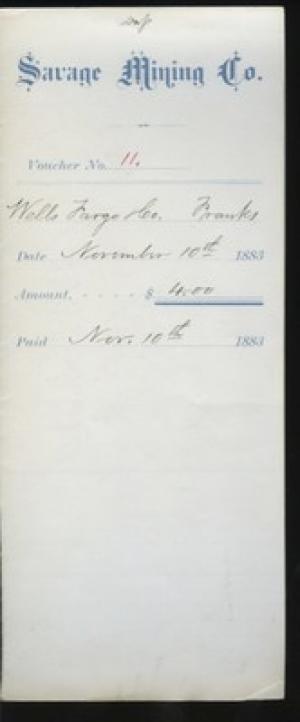 Savage Mining Co.
Voucher No. 11.
Wells Fargo & Co. Franks
Date November 10th 1883
Amount. . . . . $ 4.00
Paid Nov. 10th 1883